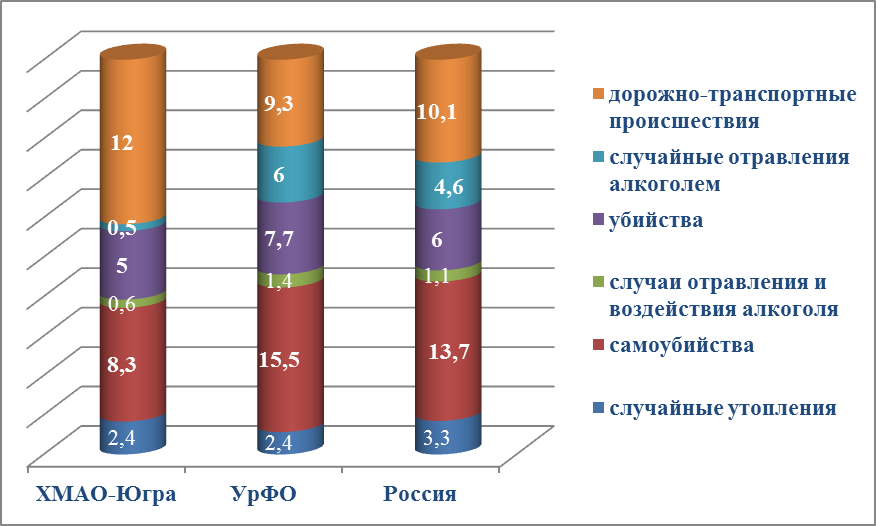 12
0,5
5
0,6
8,3
2,4
9,3
6
7,7
1,4
15,5
2,4
10,1
4,6
6
1,1
13,7
3,3
ХМАО-Югра
УрФО
Россия
дорожно-транспортные
происшествия
случайные отравления
алкоголем
убийства
случаи отравления и
воздействия алкоголя
самоубийства
случайные утопления